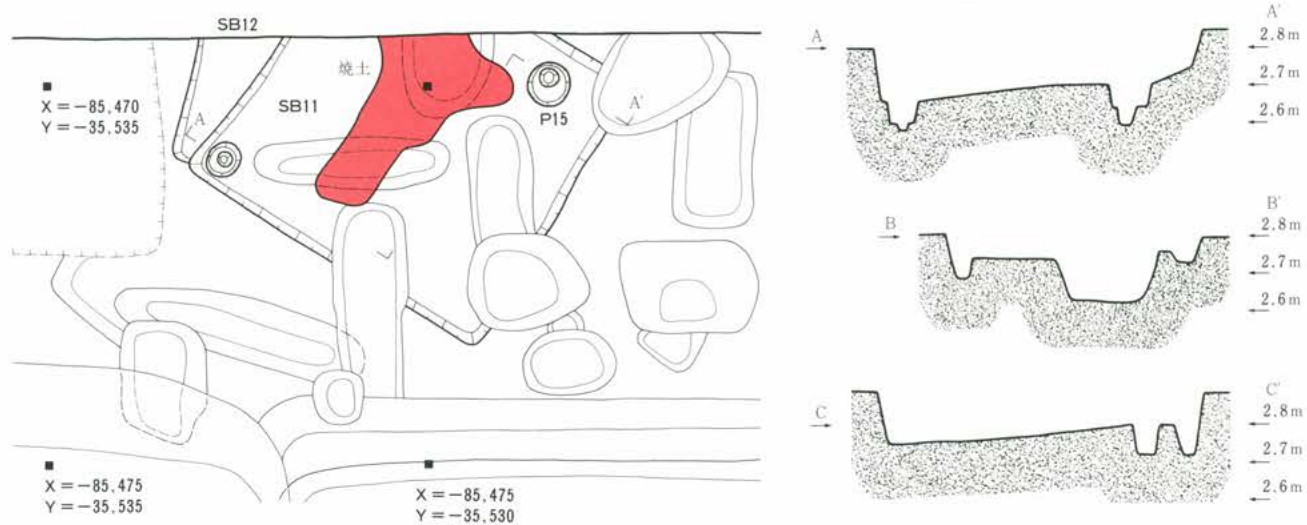 SB12
焼土
X＝−85,470
Y＝−35,535
SB11
A
A′
P15
X＝−85,475
Y＝−35,535
X＝−85,475
Y＝−35,530
A
A′
2.8m
2.7m
2.6m
B
B′
2.8m
2.7m
2.6m
C
C′
2.8m
2.7m
2.6m